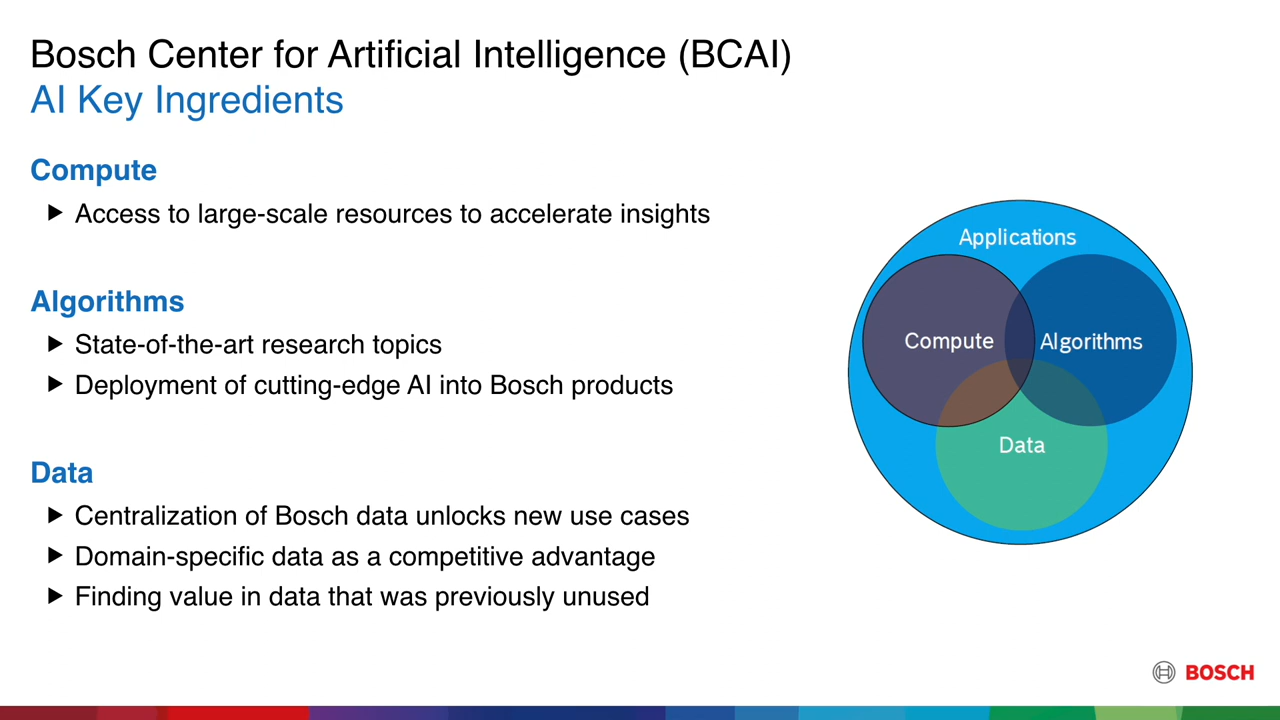 Bosch Center for Artificial Intelligence (BCAI)
AI Key Ingredients
Compute
Access to large-scale resources to accelerate insights
Algorithms
State-of-the-art research topics
Deployment of cutting-edge AI into Bosch products
Data
Centralization of Bosch data unlocks new use cases
Domain-specific data as a competitive advantage
Finding value in data that was previously unused
Applications
Compute
Algorithms
Data
BOSCH